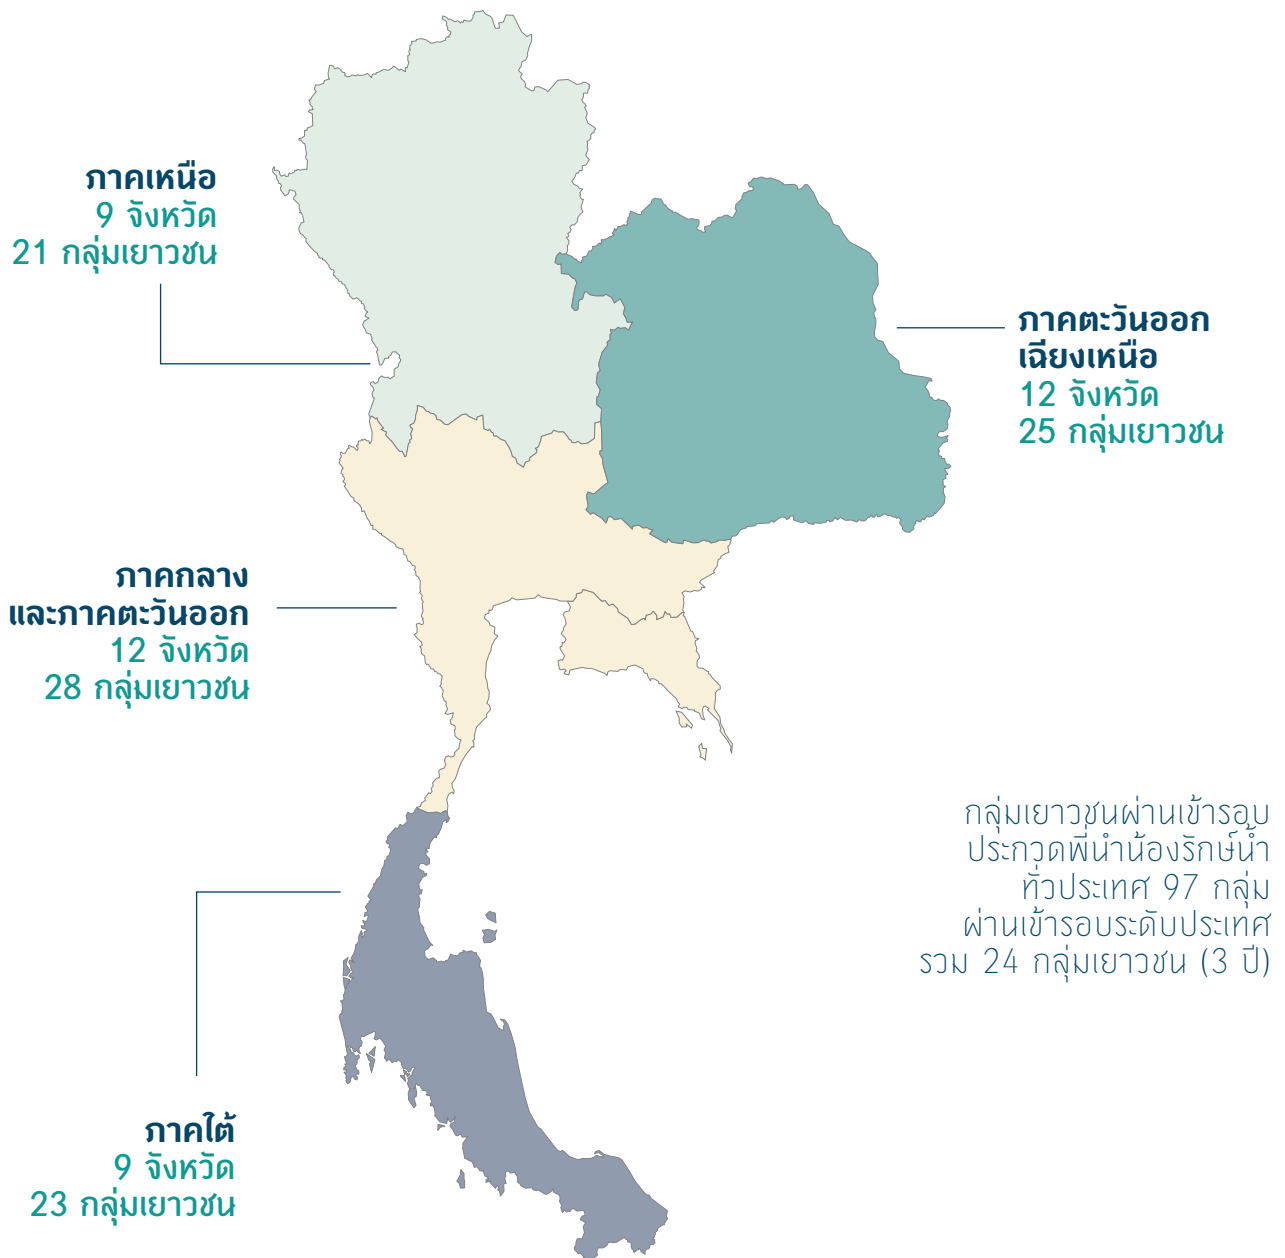 ภาคเหนือ
9 จังหวัด
21 กลุ่มเยาวชน
ภาคตะวันออก
เฉียงเหนือ
12 จังหวัด
25 กลุ่มเยาวชน
ภาคกลาง
และภาคตะวันออก
12 จังหวัด
28 กลุ่มเยาวชน
กลุ่มเยาวชนผ่านเข้ารอบ
ประกวดพี่นำน้องรักษ์น้ำ
ทั่วประเทศ 97 กลุ่ม
ผ่านเข้ารอบระดับประเทศ
รวม 24 กลุ่มเยาวชน (3 ปี)
ภาคใต้
9 จังหวัด
23 กลุ่มเยาวชน